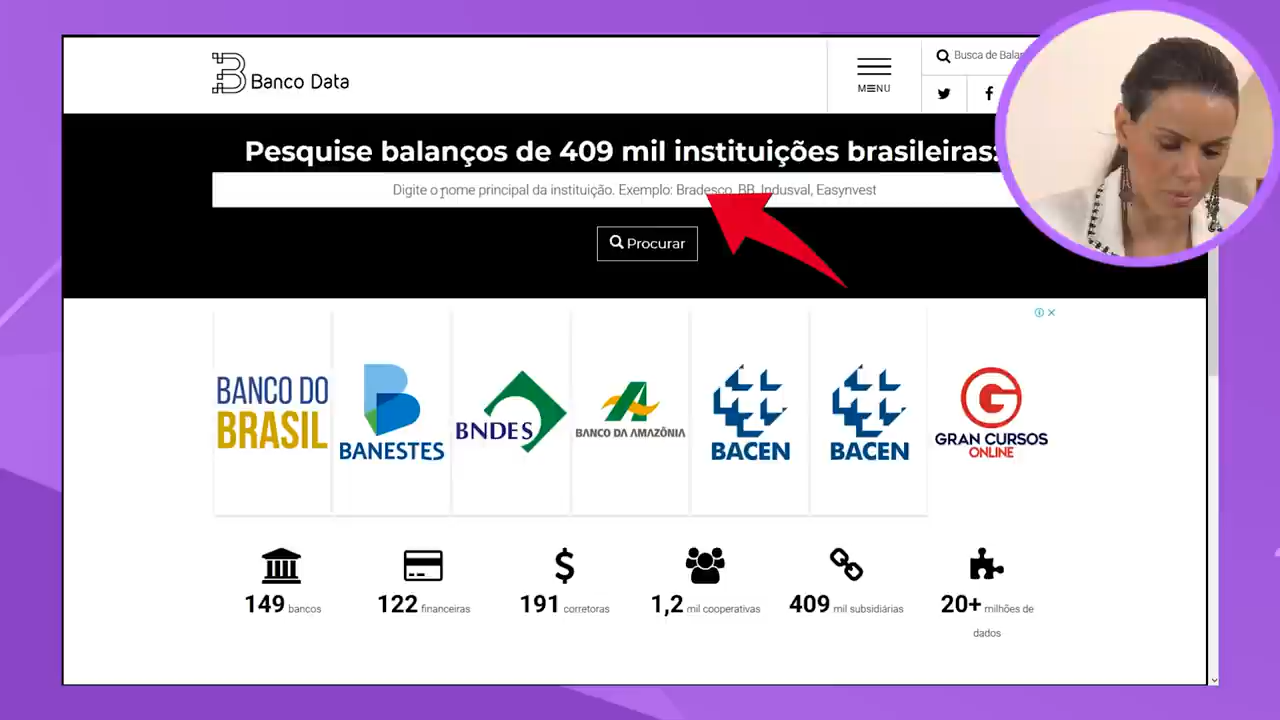 Banco Data
MENU
Busca de Bala
Pesquise balanços de 409 mil instituições brasileiras:
Digite o nome principal da instituição. Exemplo: Bradesco, BB, Indusval, Easynvest
Procurar
BANCO DO
BRASIL
BANESTES
BNDES
BANCO DA AMAZÔNIA
BACEN
BACEN
G
GRAN CURSOS
ONLINE
149 bancos
122 financeiras
191 corretoras
1,2 mil cooperativas
409 mil subsidiárias
20+ milhões de
dados